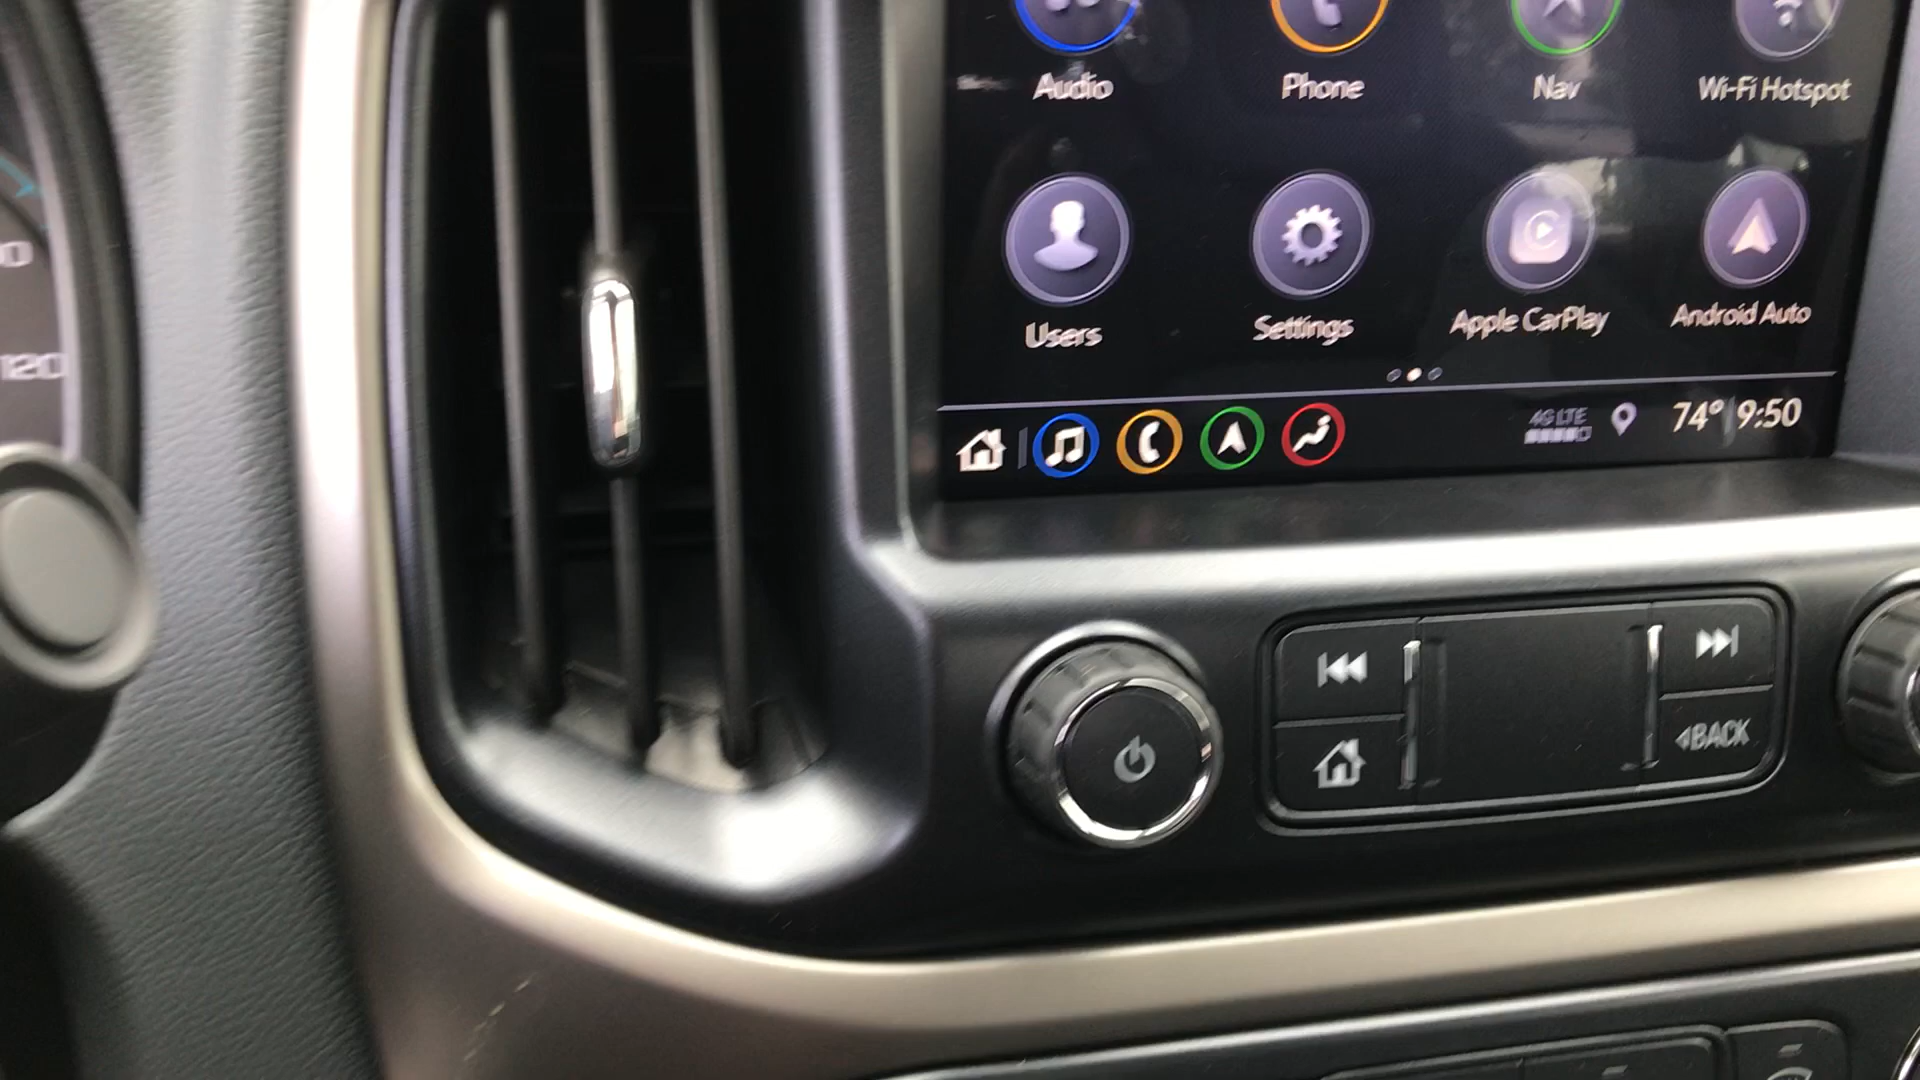 Audio
Phone
Nav
Wi-Fi Hotspot
Users
Settings
Apple CarPlay
Android Auto
4G LTE
74° 9:50
BACK
120